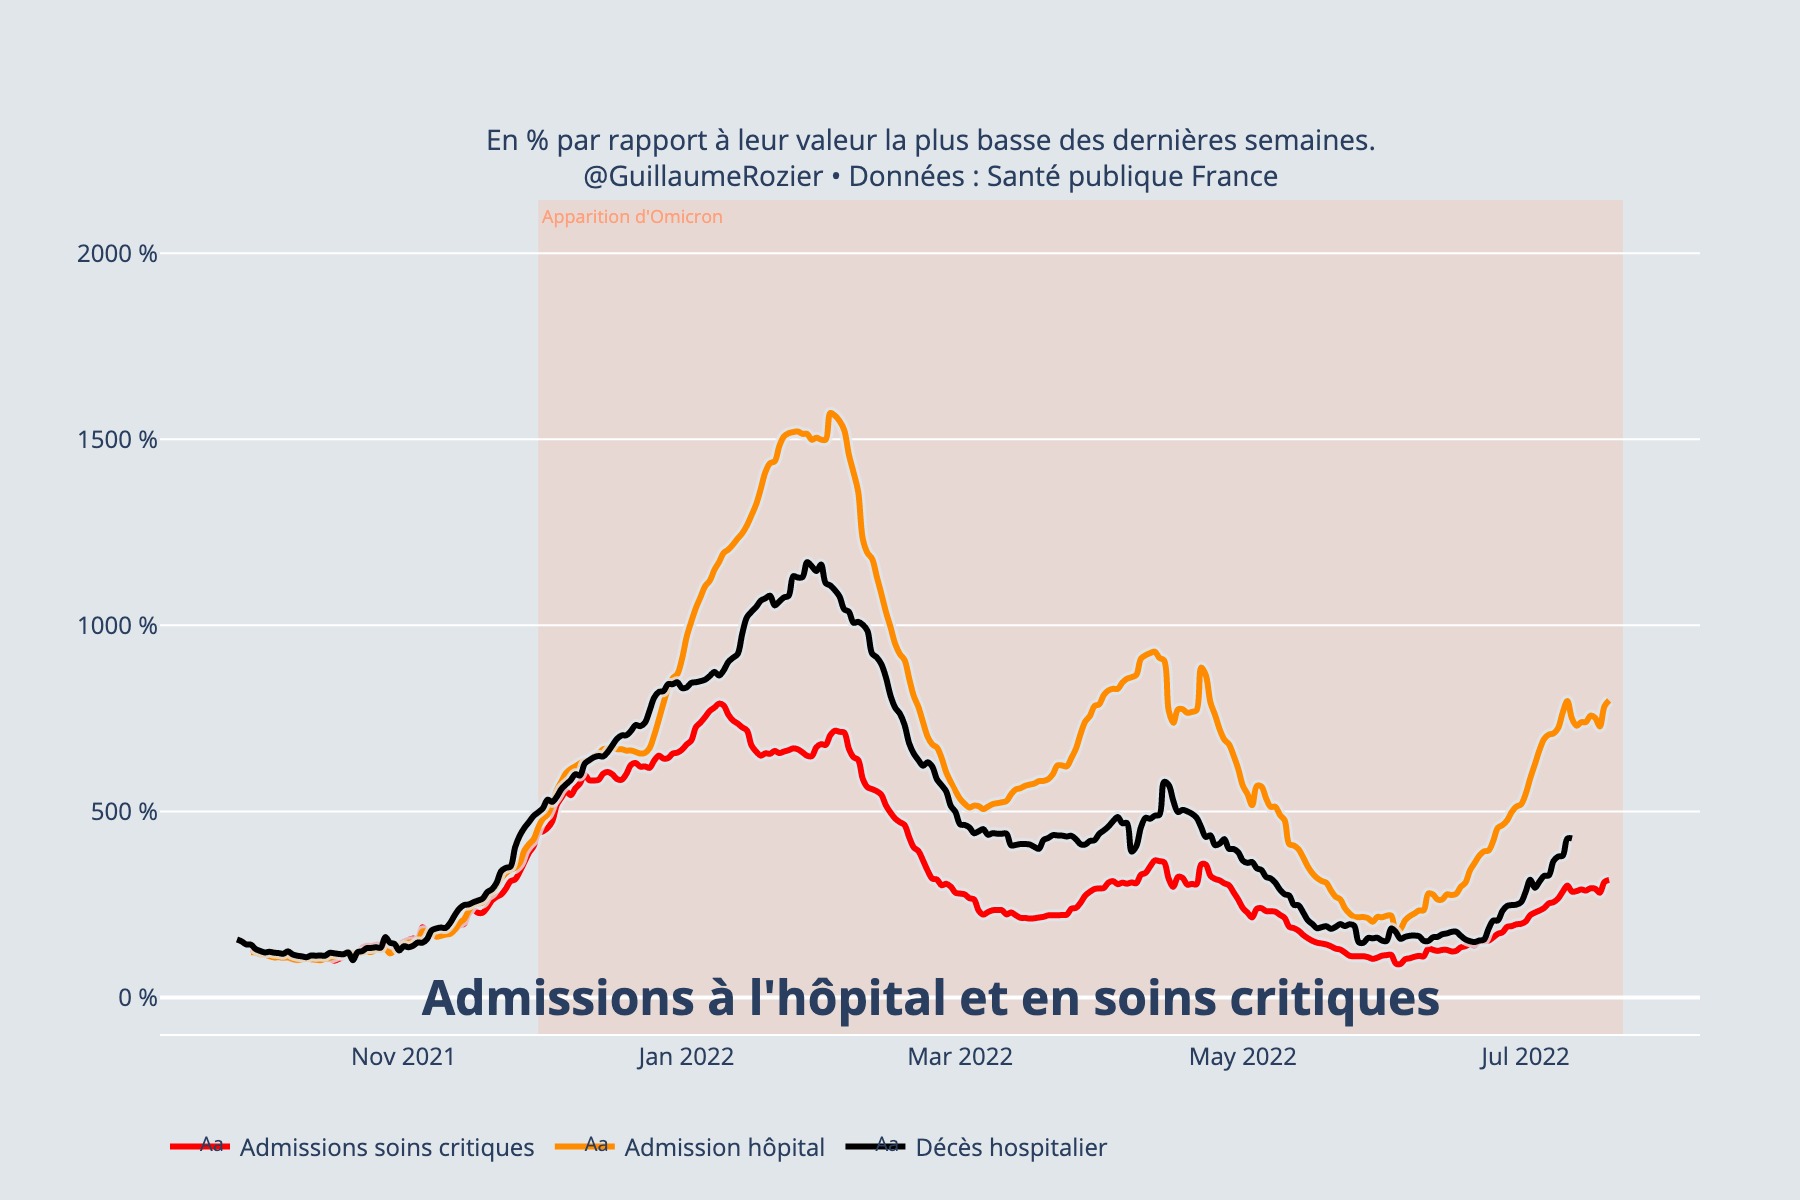 En % par rapport à leur valeur la plus basse des dernières semaines.
@GuillaumeRozier • Données : Santé publique France
Apparition d'Omicron
2000 %
1500 %
1000 %
500 %
0 %
Admissions à l'hôpital et en soins critiques
Nov 2021
Jan 2022
Mar 2022
May 2022
Jul 2022
Aa Admissions soins critiques
Aa Admission hôpital
Aa Décès hospitalier